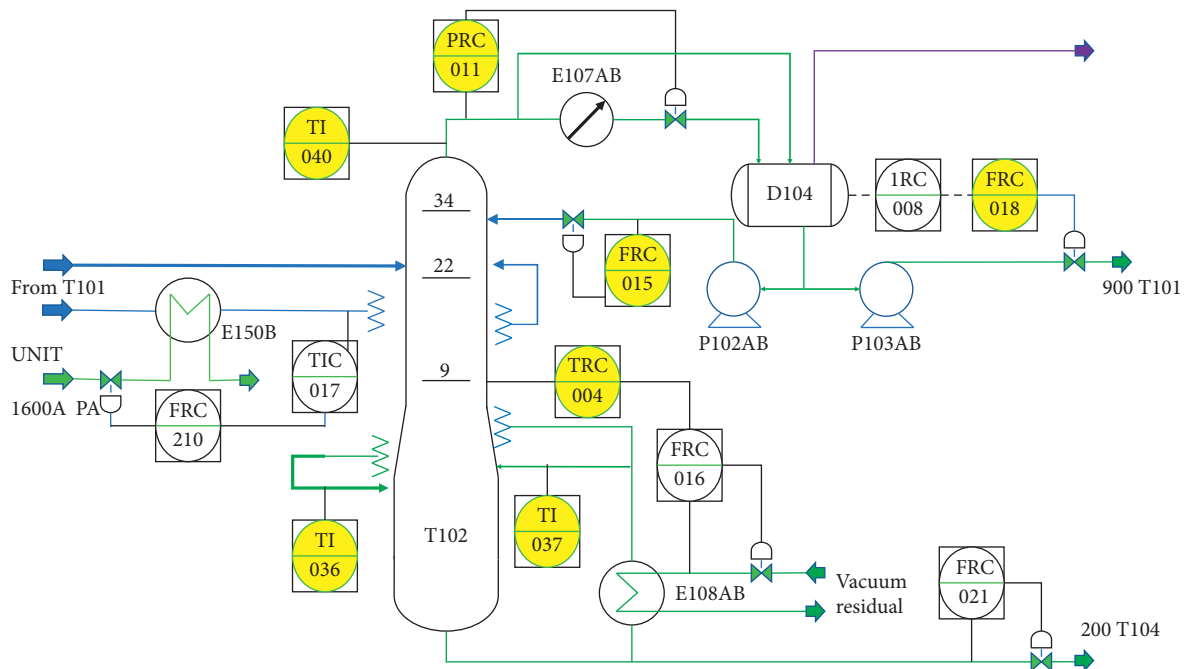 PRC
011
E107AB
TI
040
34
D104
1RC
008
FRC
018
22
FRC
015
From T101
900 T101
E150B
P102AB
P103AB
UNIT
TIC
017
9
TRC
004
1600A PA
FRC
210
FRC
016
TI
036
T102
TI
037
E108AB
Vacuum
residual
FRC
021
200 T104